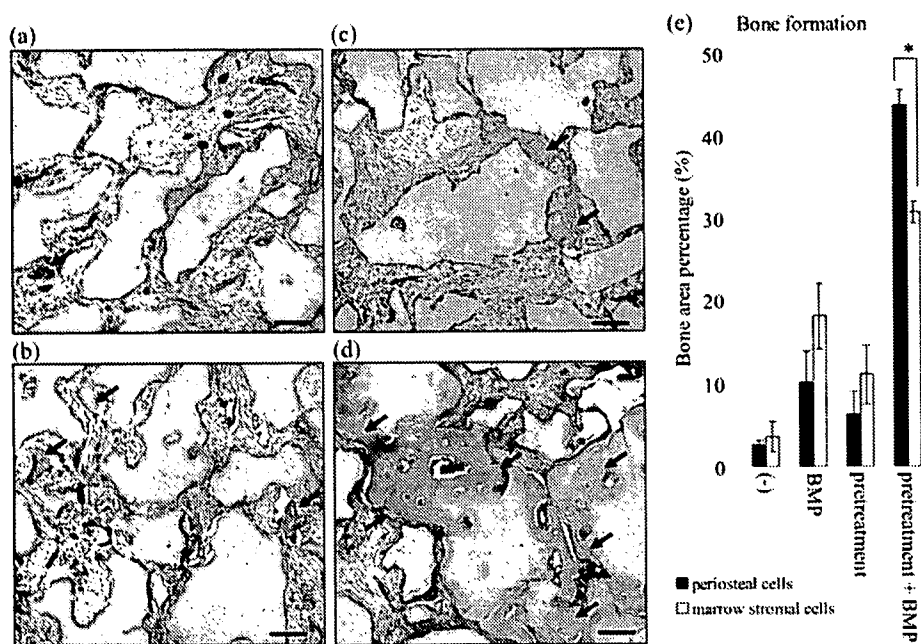 (a)
(c)
(b)
(d)
(e) Bone formation
Bone area percentage (%)
50
40
30
20
10
0
*
(-)
BMP
pretreatment
pretreatment + BMP
periosteal cells
marrow stromal cells